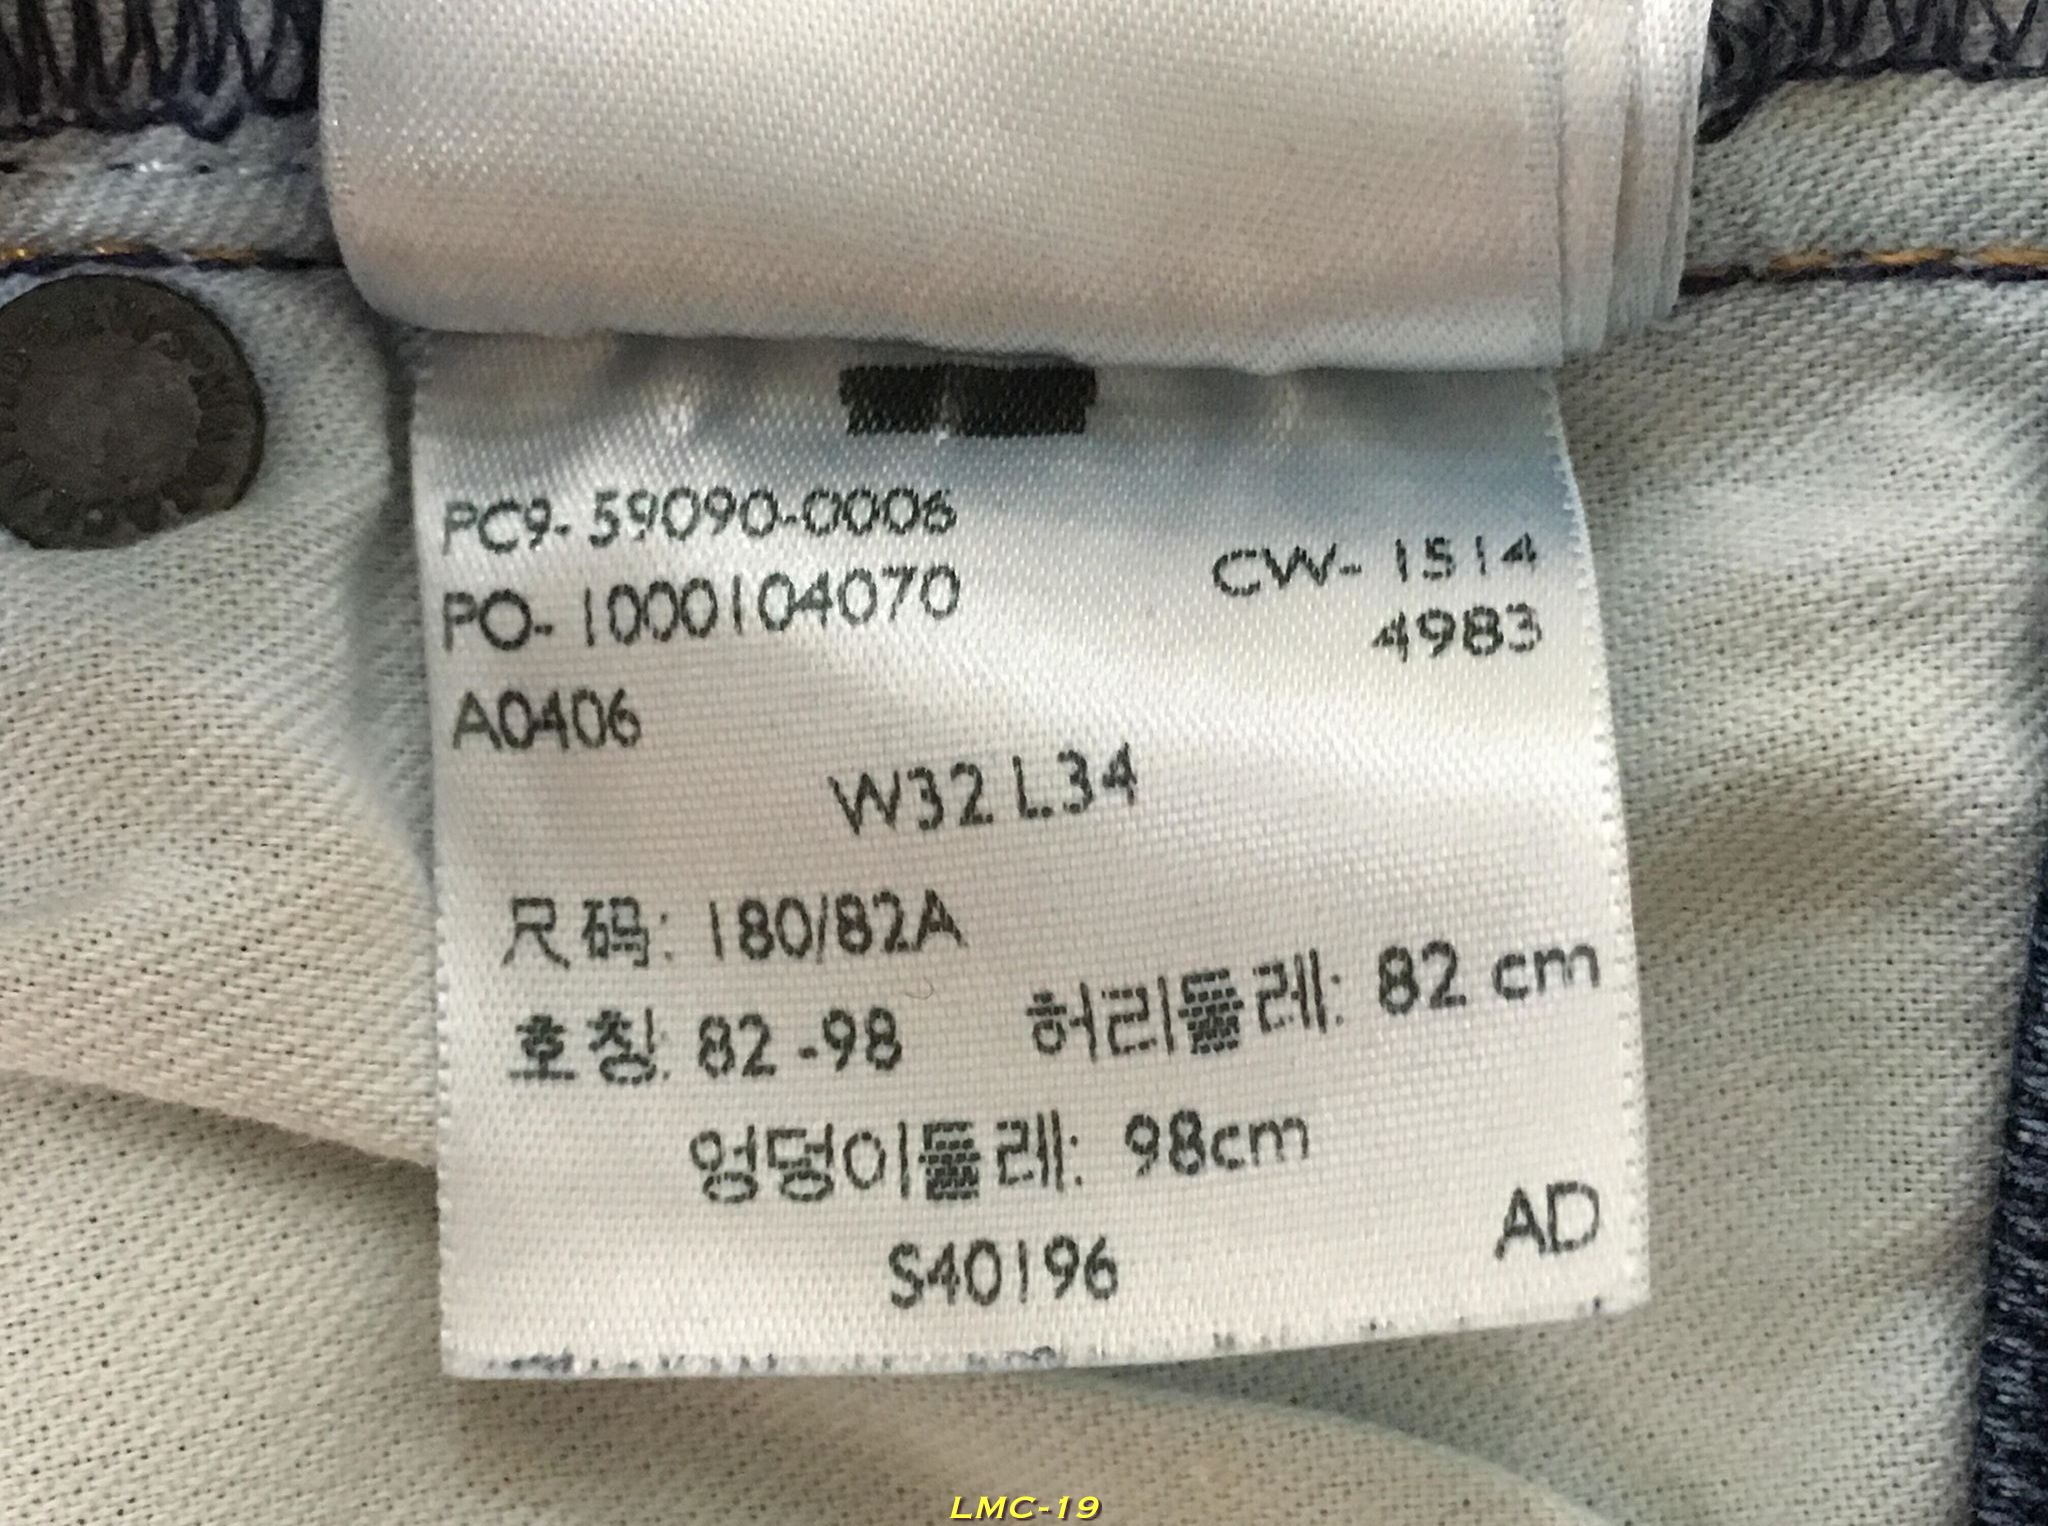 PC9-59090-0006
CW-1514
PO-1000104070
4983
A0406
W32 L34
尺码: 180/82A
호칭: 82-98 허리둘레: 82 cm
엉덩이둘레: 98cm
AD
S40196
LMC-19